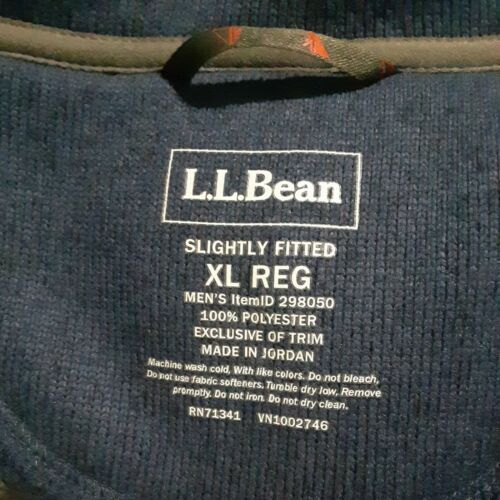 L.L.Bean
SLIGHTLY FITTED
XL REG
MEN'S ItemID 298050
100% POLYESTER
EXCLUSIVE OF TRIM
MADE IN JORDAN
Machine wash cold, With like colors. Do not bleach,
Do not use fabric softeners. Tumble dry low, Remove
promptly. Do not iron. Do not dry clean.
RN71341 VN1002746